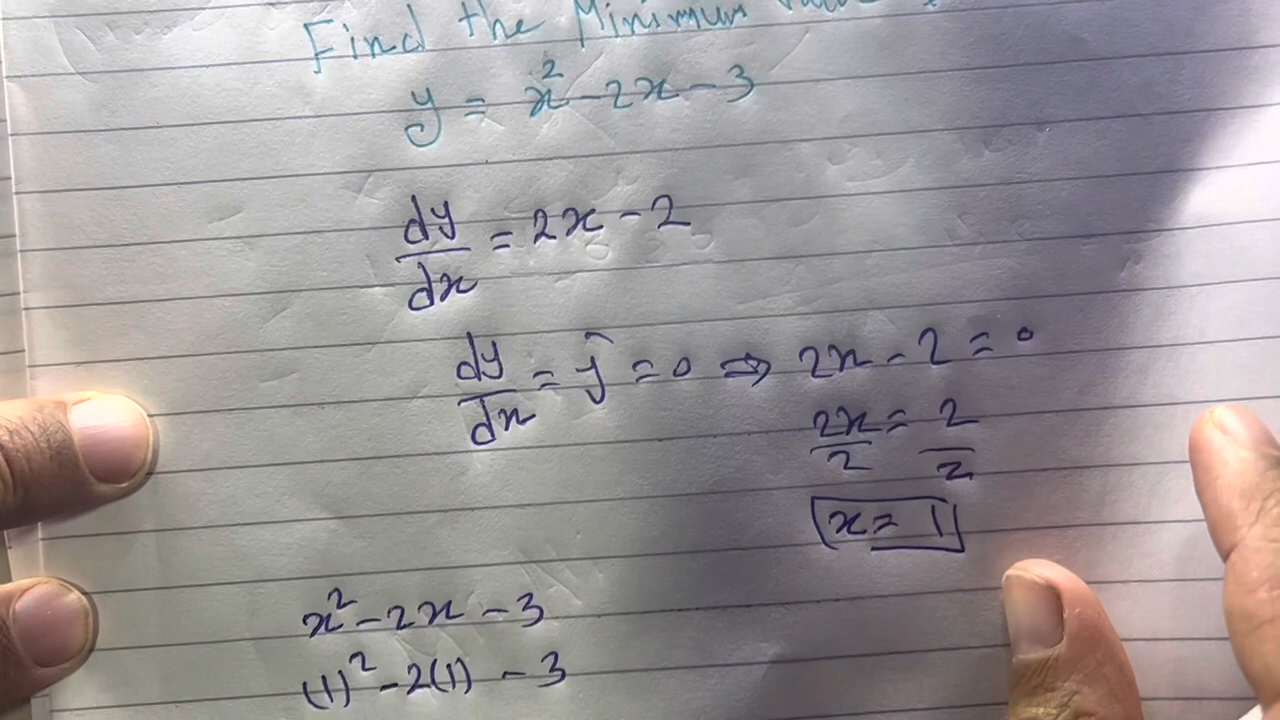 Find the Minimum
y = x² - 2x - 3
dy/dx = 2x - 2
dy/dx = ý = 0 ⇒ 2x - 2 = 0
2x/2 = 2/2
x = 1
x² - 2x - 3
(1)² - 2(1) - 3